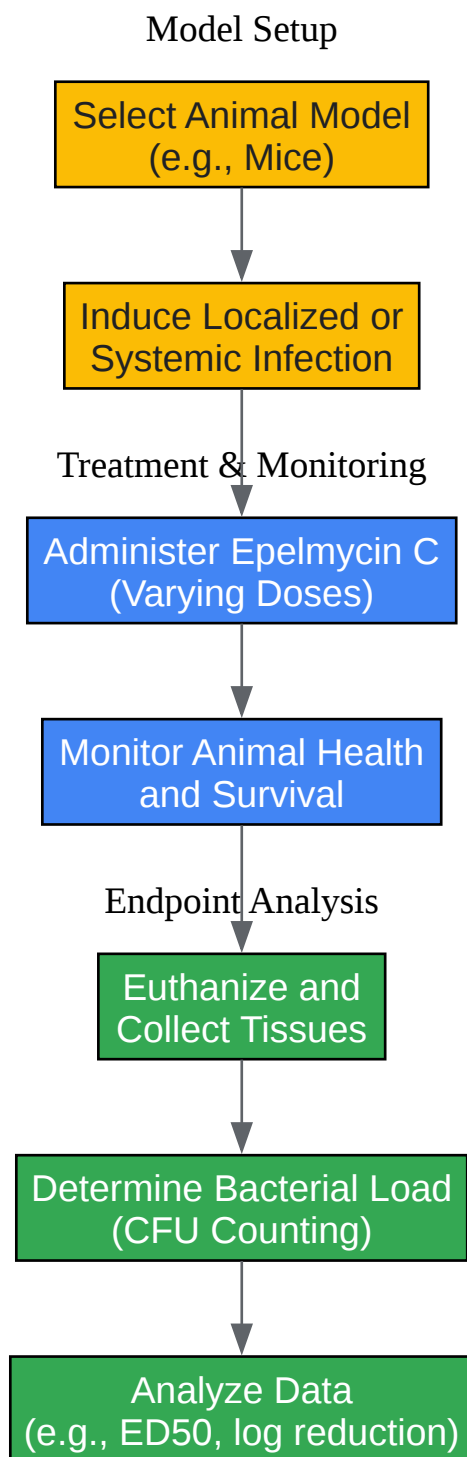 Model Setup
Select Animal Model
(e.g., Mice)
Induce Localized or
Systemic Infection
Treatment & Monitoring
Administer Epelmycin C
(Varying Doses)
Monitor Animal Health
and Survival
Endpoint Analysis
Euthanize and
Collect Tissues
Determine Bacterial Load
(CFU Counting)
Analyze Data
(e.g., ED50, log reduction)